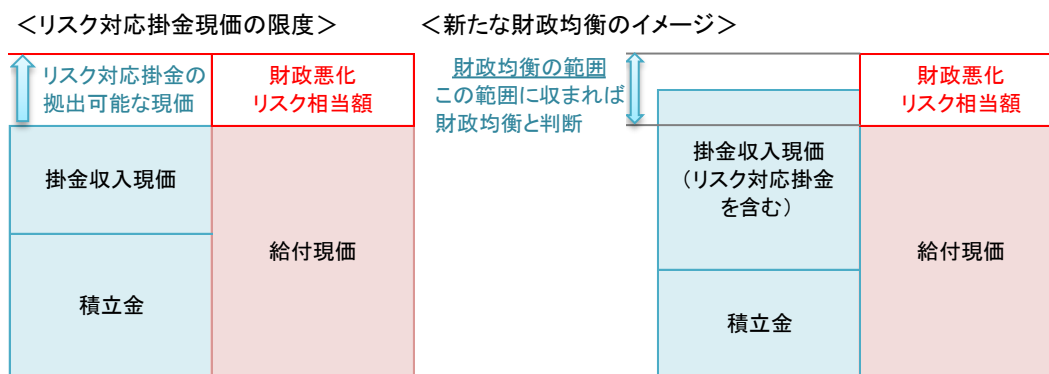 ＜リスク対応掛金現価の限度＞
リスク対応掛金の
拠出可能な現価
財政悪化
リスク相当額
掛金収入現価
給付現価
積立金
＜新たな財政均衡のイメージ＞
財政均衡の範囲
この範囲に収まれば
財政均衡と判断
財政悪化
リスク相当額
掛金収入現価
（リスク対応掛金
を含む）
給付現価
積立金